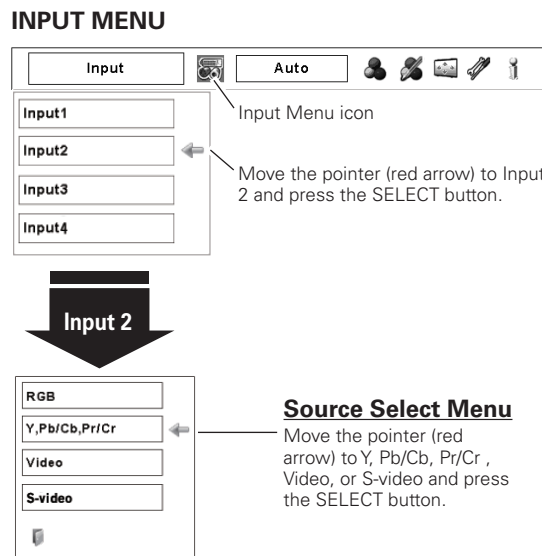 INPUT MENU
Input
Auto
Input1
Input Menu icon
Input2
Move the pointer (red arrow) to Input
2 and press the SELECT button.
Input3
Input4
Input 2
RGB
Y,Pb/Cb,Pr/Cr
Source Select Menu
Move the pointer (red
arrow) to Y, Pb/Cb, Pr/Cr ,
Video, or S-video and press
the SELECT button.
Video
S-video